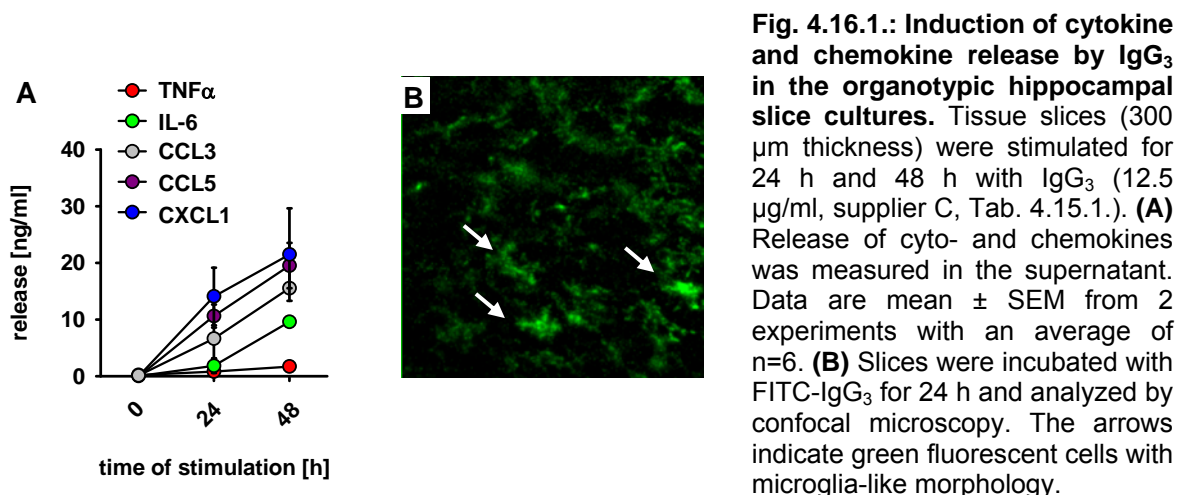 A
TNFα
IL-6
CCL3
CCL5
CXCL1
40
30
20
10
0
release [ng/ml]
0
24
48
time of stimulation [h]
B
Fig. 4.16.1.: Induction of cytokine
and chemokine release by IgG₃
in the organotypic hippocampal
slice cultures. Tissue slices (300
µm thickness) were stimulated for
24 h and 48 h with IgG₃ (12.5
µg/ml, supplier C, Tab. 4.15.1.). (A)
Release of cyto- and chemokines
was measured in the supernatant.
Data are mean ± SEM from 2
experiments with an average of
n=6. (B) Slices were incubated with
FITC-IgG₃ for 24 h and analyzed by
confocal microscopy. The arrows
indicate green fluorescent cells with
microglia-like morphology.